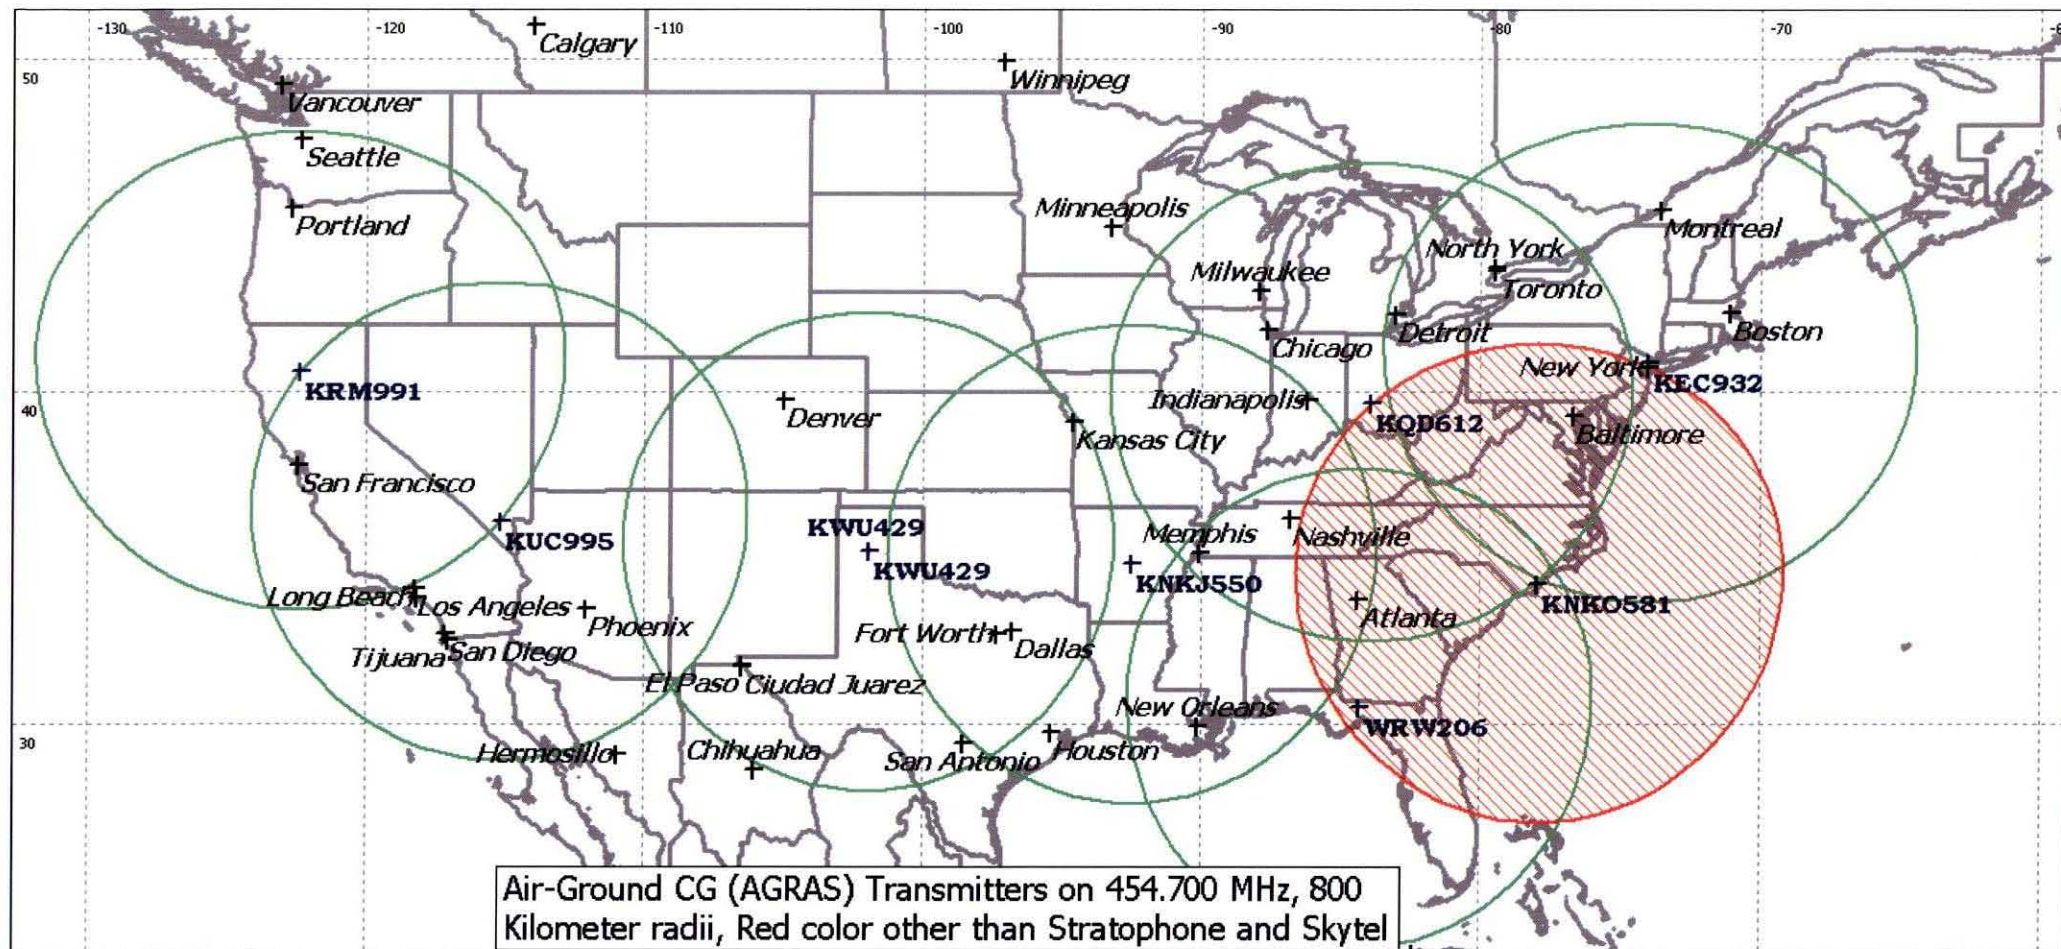 -130
-120
-110
-100
-90
-80
-70
50
Calgary
Winnipeg
Vancouver
Seattle
Portland
Minneapolis
Montreal
North York
Milwaukee
Toronto
Detroit
Boston
Chicago
New York
KEC932
40
KRM991
Denver
Indianapolis
KQD612
Kansas City
Baltimore
San Francisco
KUC995
KWU429
KWU429
Memphis
Nashville
KNKJ550
Long Beach
Los Angeles
KNKO581
Phoenix
Atlanta
Fort Worth
Dallas
Tijuana
San Diego
El Paso
Ciudad Juarez
New Orleans
WRW206
30
Hermosillo
Chihuahua
San Antonio
Houston
Air-Ground CG (AGRAS) Transmitters on 454.700 MHz, 800
Kilometer radii, Red color other than Stratophone and Skytel